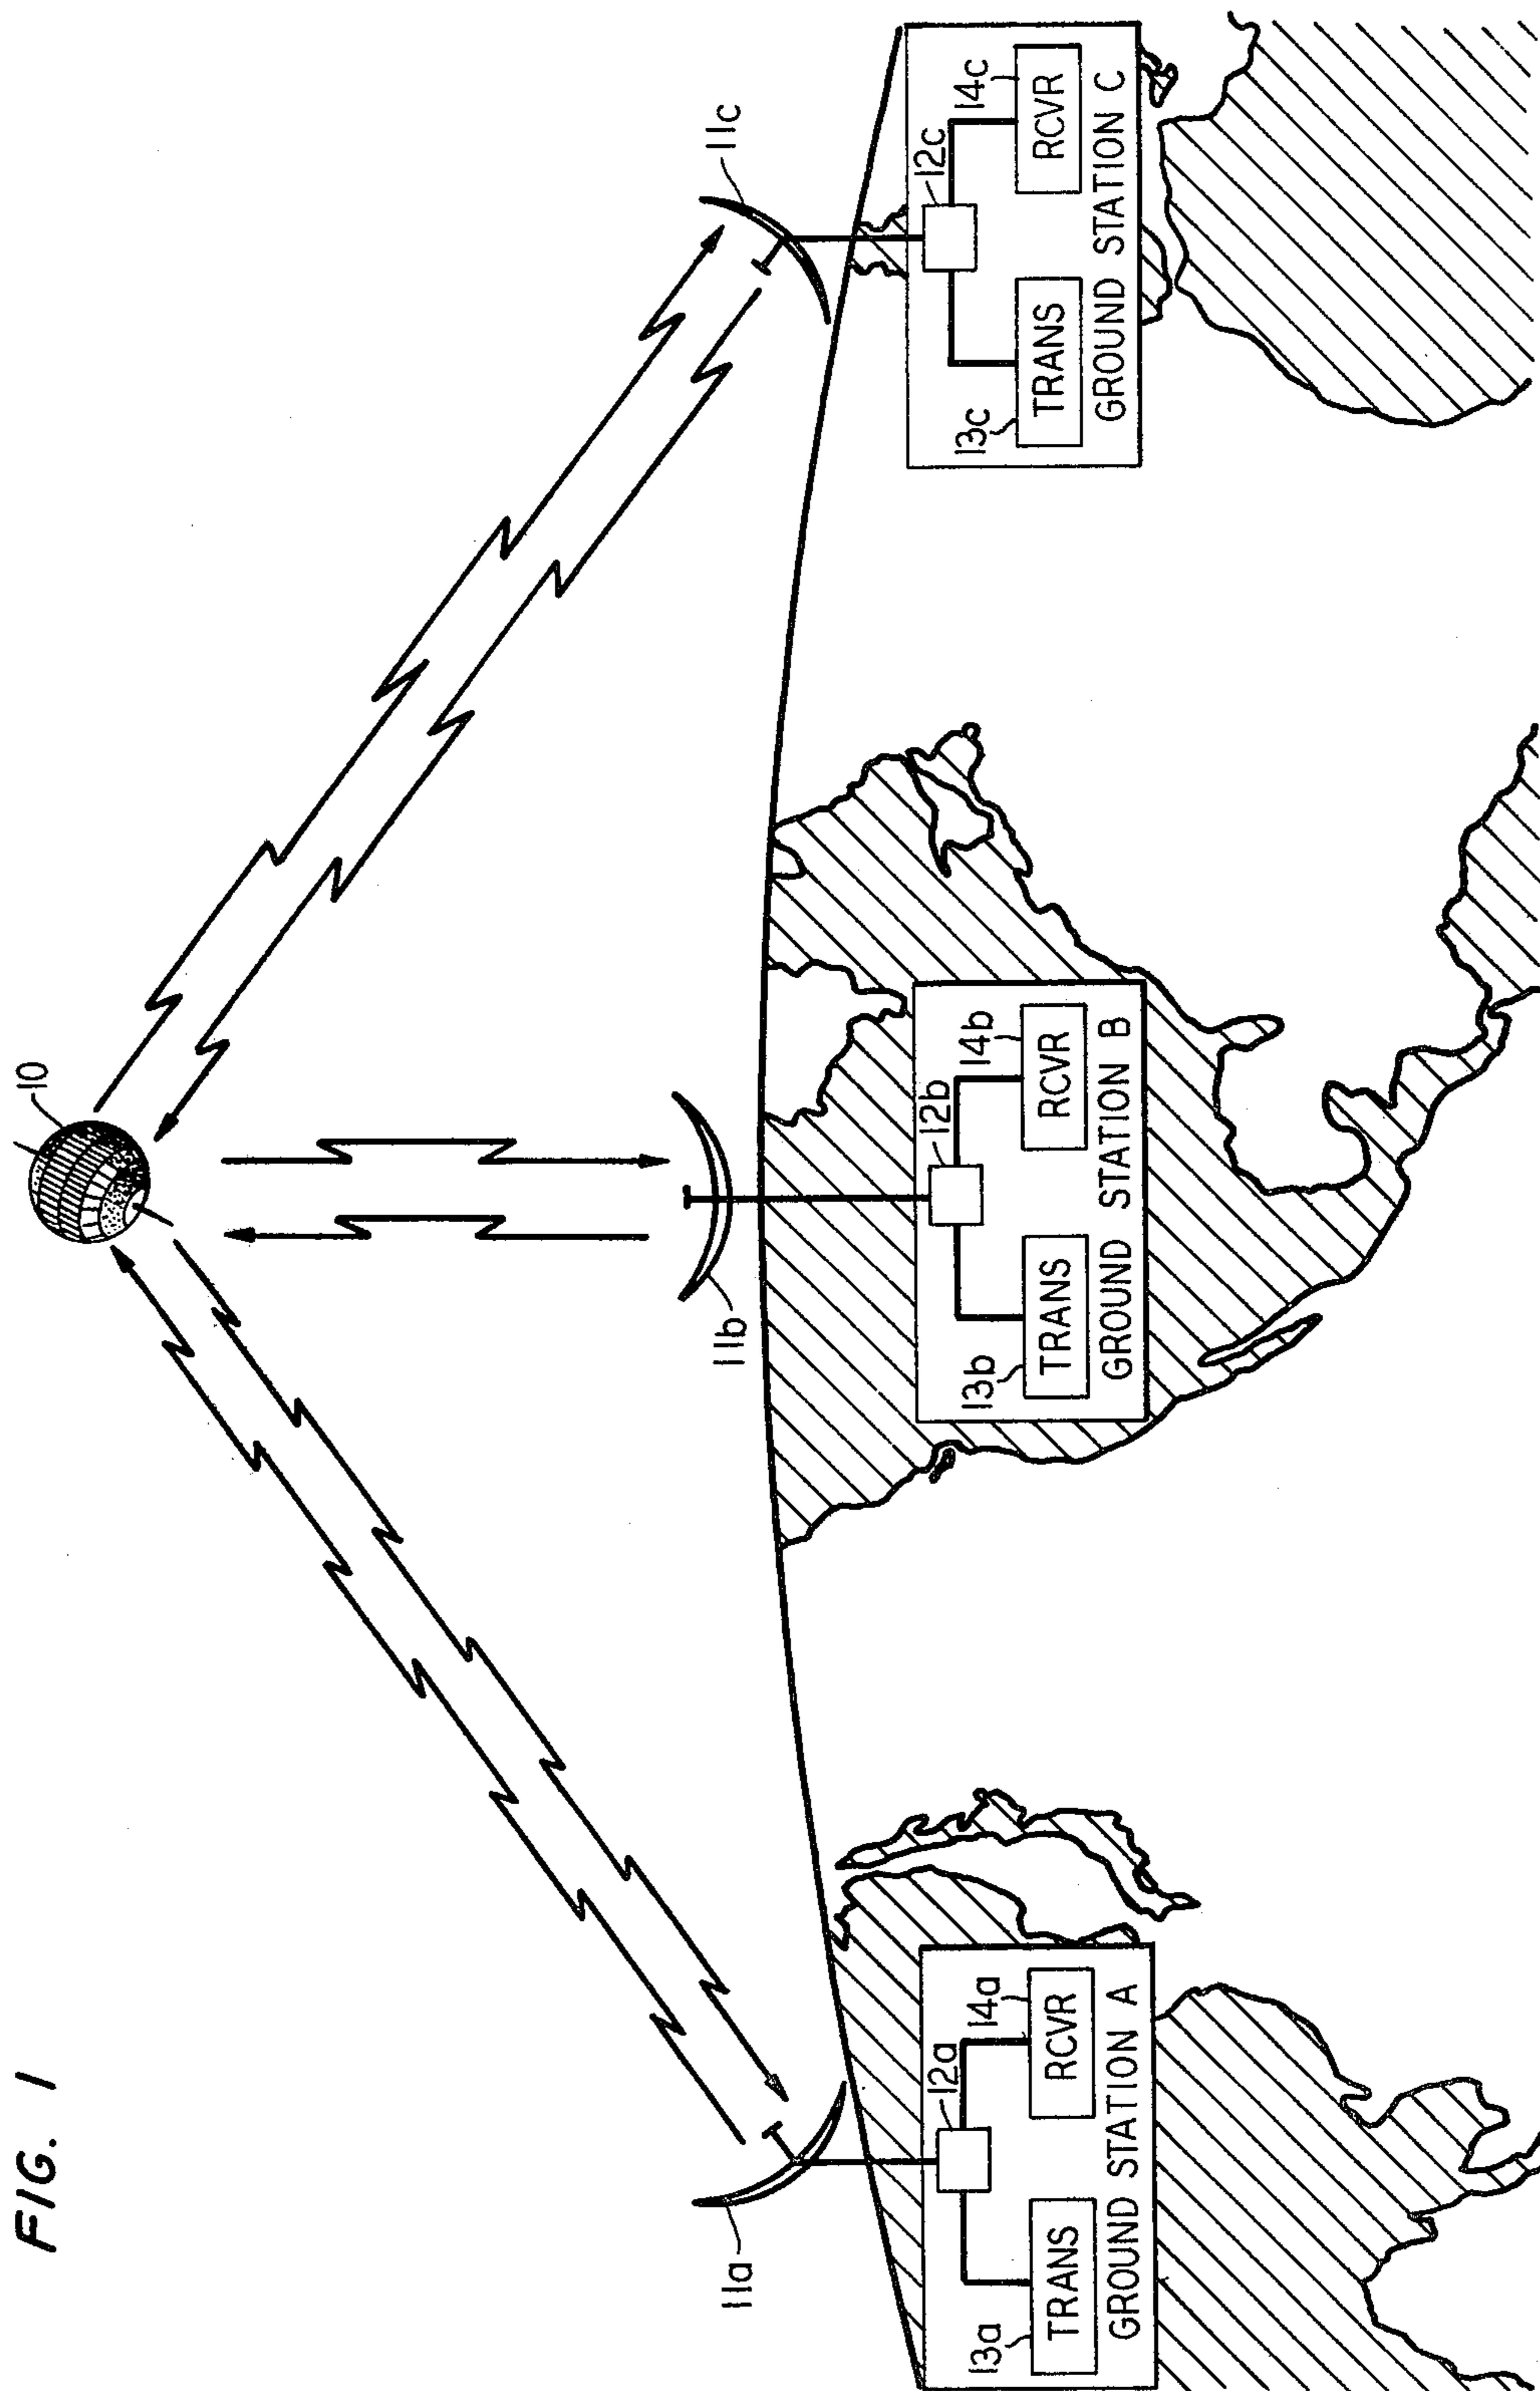 FIG. 1
10
11a
11b
11c
12a
13a
14a
TRANS
RCVR
GROUND STATION A
12b
13b
14b
TRANS
RCVR
GROUND STATION B
12c
13c
14c
TRANS
RCVR
GROUND STATION C